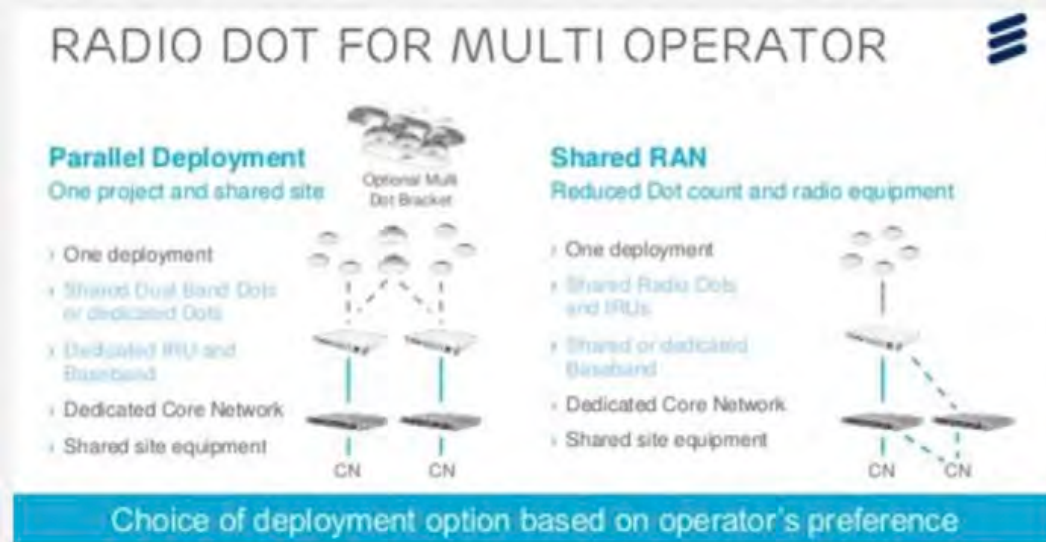 RADIO DOT FOR MULTI OPERATOR
Parallel Deployment
One project and shared site
Optional Multi
Dot Bracket
› One deployment
› Shared Dual Band Dots
or dedicated Dots
› Dedicated IRU and
Baseband
› Dedicated Core Network
› Shared site equipment
CN
CN
Shared RAN
Reduced Dot count and radio equipment
› One deployment
› Shared Radio Dots
and IRUs
› Shared or dedicated
Baseband
› Dedicated Core Network
› Shared site equipment
CN
CN
Choice of deployment option based on operator's preference